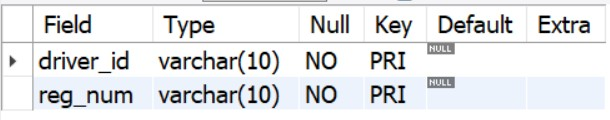 Field Type Null Key Default Extra
driver_id varchar(10) NO PRI NULL
reg_num varchar(10) NO PRI NULL